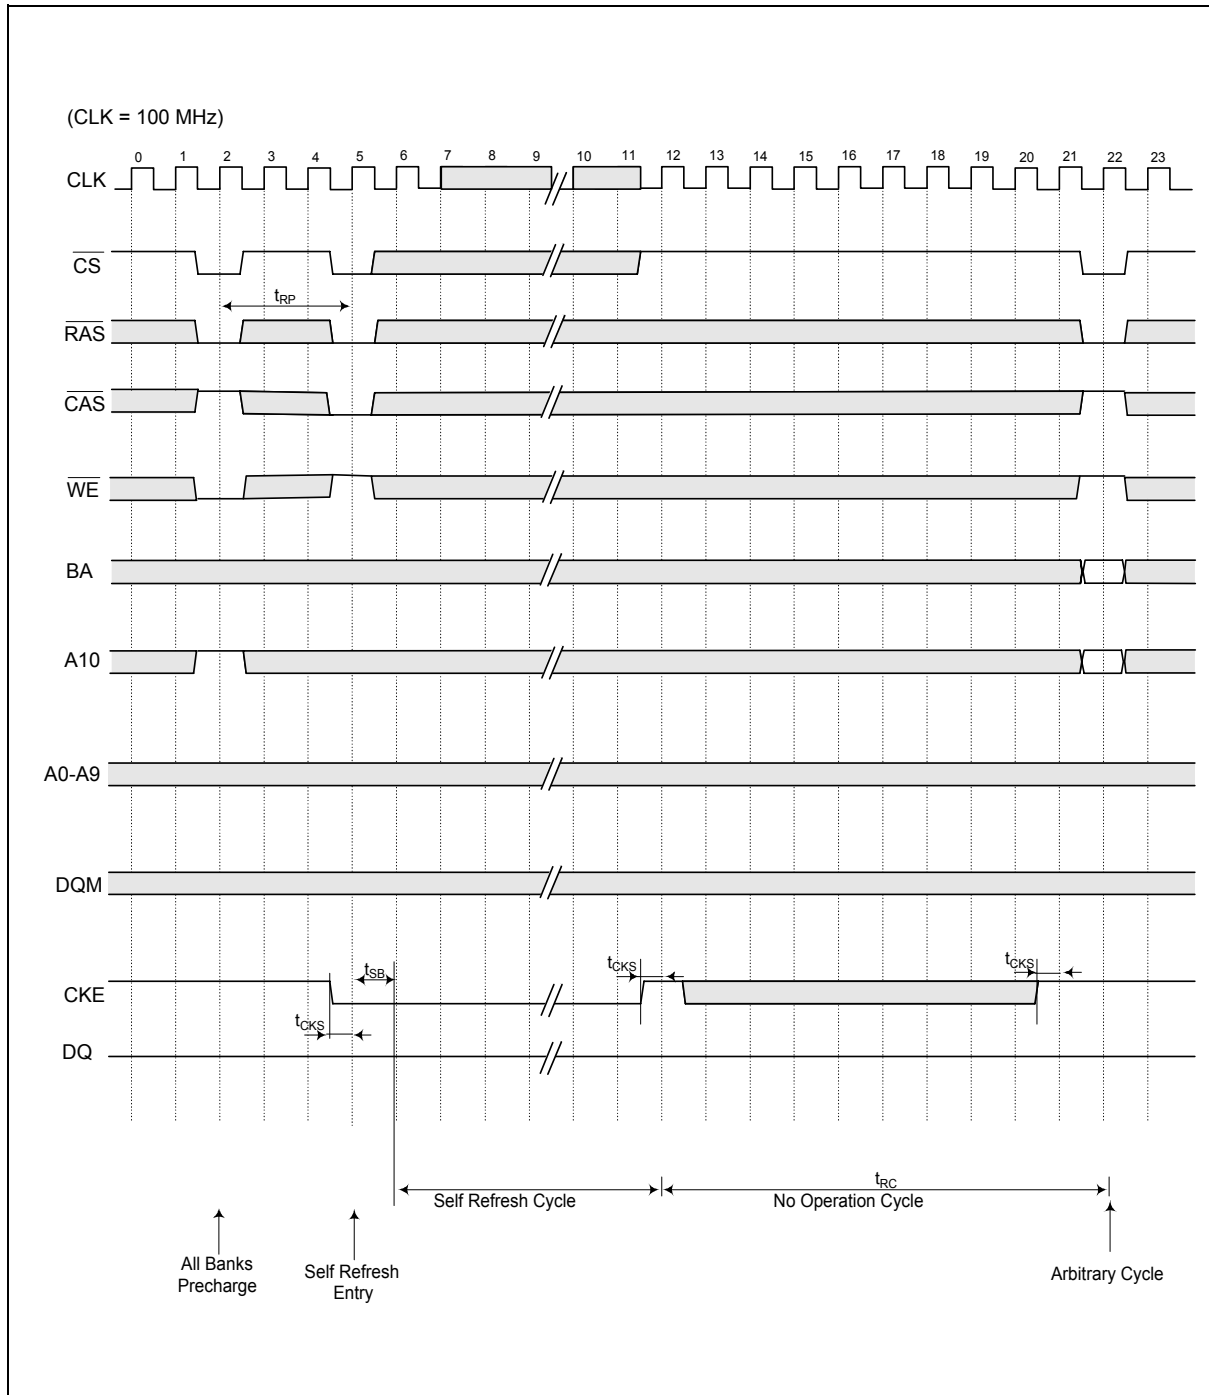 (CLK = 100 MHz)
0 1 2 3 4 5 6 7 8 9 10 11 12 13 14 15 16 17 18 19 20 21 22 23
CLK
CS
tRP
RAS
CAS
WE
BA
A10
A0-A9
DQM
tSB
tCKS
tCKS
CKE
tCKS
DQ
tRC
Self Refresh Cycle
No Operation Cycle
All Banks
Precharge
Self Refresh
Entry
Arbitrary Cycle